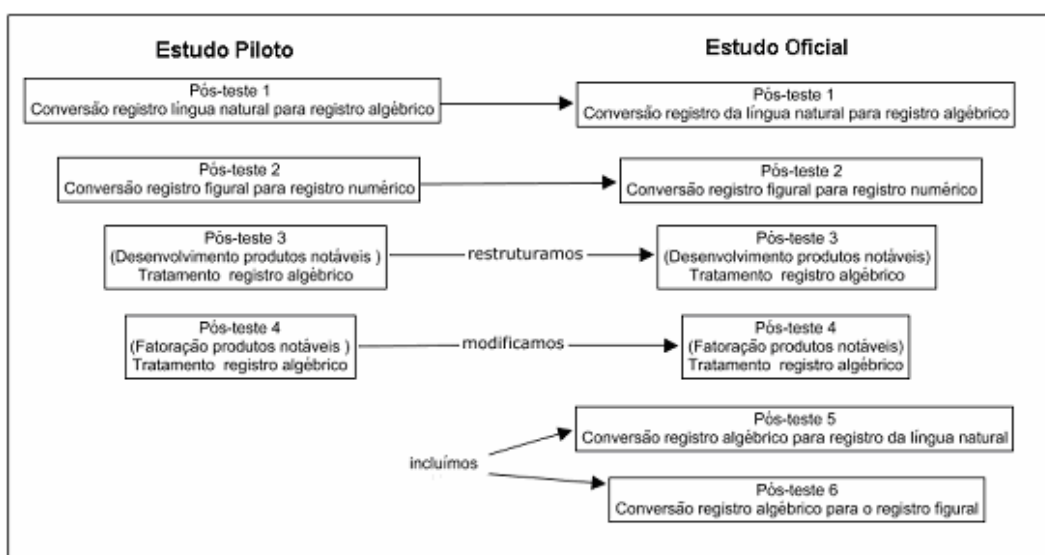 Estudo Piloto
Estudo Oficial
Pós-teste 1
Conversão registro língua natural para registro algébrico
Pós-teste 1
Conversão registro da língua natural para registro algébrico
Pós-teste 2
Conversão registro figural para registro numérico
Pós-teste 2
Conversão registro figural para registro numérico
Pós-teste 3
(Desenvolvimento produtos notáveis )
Tratamento registro algébrico
restruturamos
Pós-teste 3
(Desenvolvimento produtos notáveis)
Tratamento registro algébrico
Pós-teste 4
(Fatoração produtos notáveis )
Tratamento registro algébrico
modificamos
Pós-teste 4
(Fatoração produtos notáveis)
Tratamento registro algébrico
incluímos
Pós-teste 5
Conversão registro algébrico para registro da língua natural
Pós-teste 6
Conversão registro algébrico para o registro figural